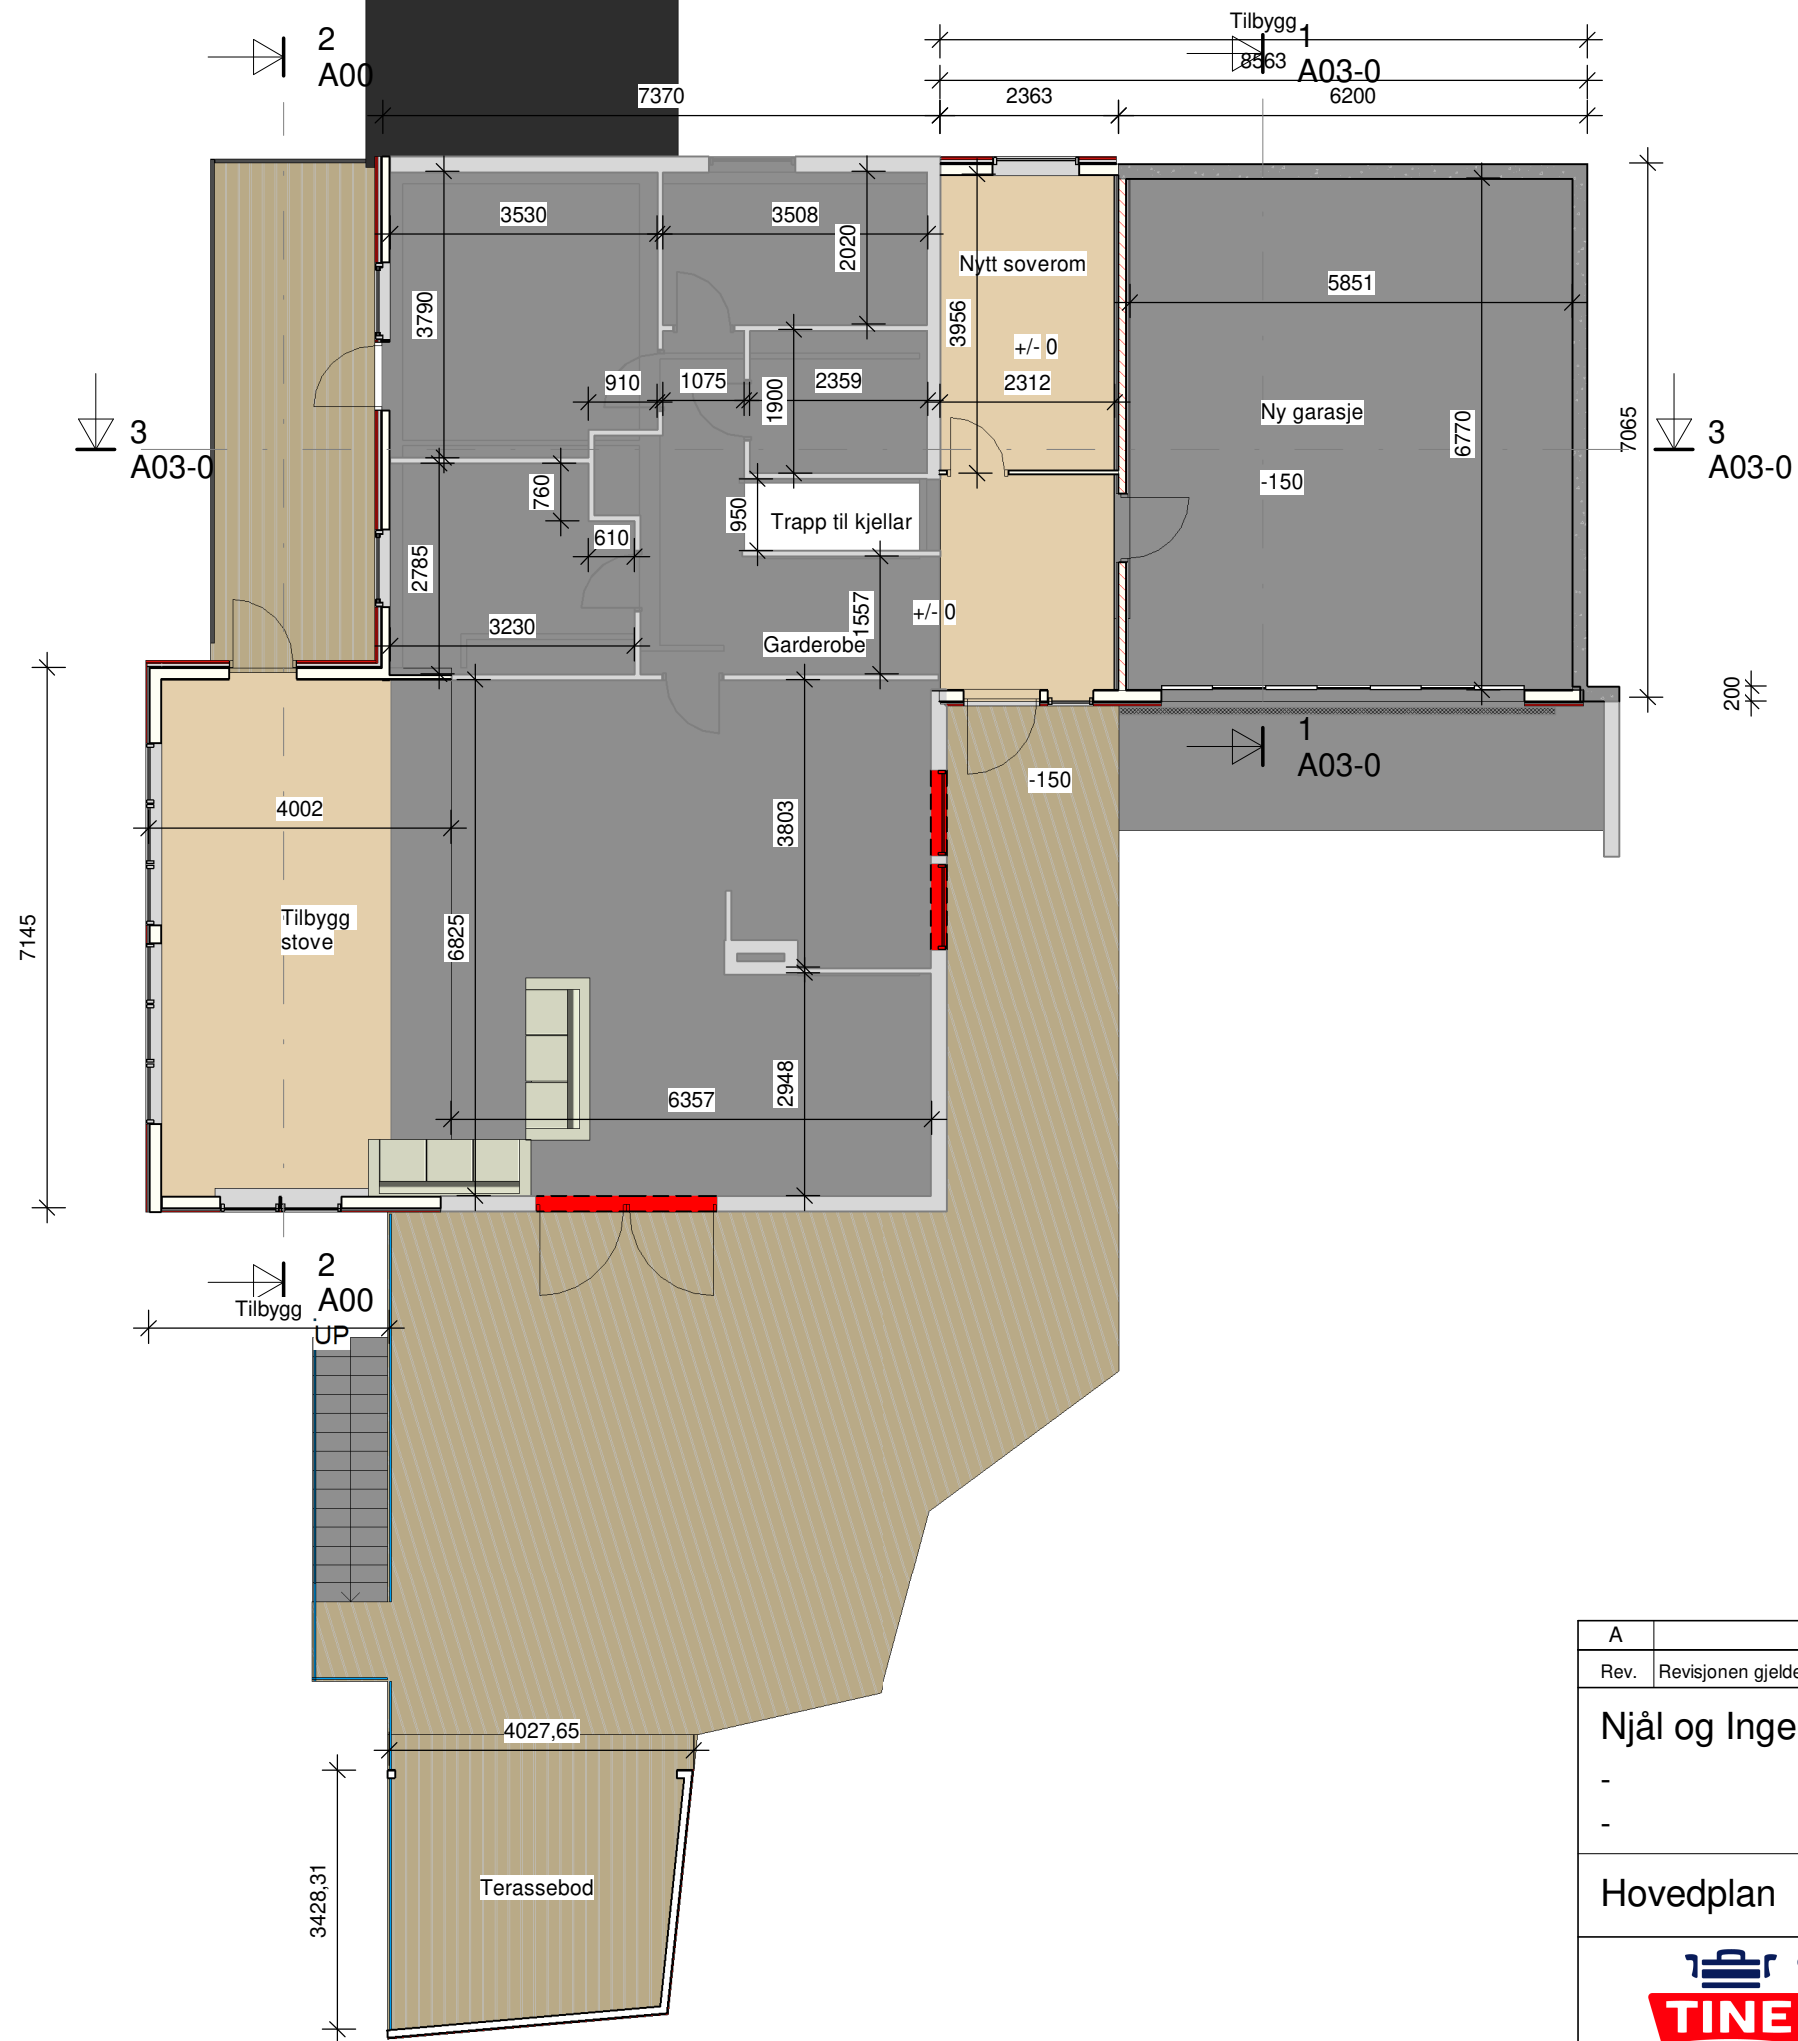 Tilbygg
2
A00
1
A03-0
8563
7370
2363
6200
3530
3508
2020
Nytt soverom
5851
3790
3956
+/- 0
910
1075
2359
2312
1900
Ny garasje
6770
7065
3
A03-0
3
A03-0
-150
760
950
Trapp til kjellar
610
2785
1557
+/- 0
3230
Garderobe
200
1
A03-0
-150
4002
3803
7145
Tilbygg
stove
6825
2948
6357
2
A00
Tilbygg
UP
A
Rev.
Revisjonen gjelde
Njål og Inge
-
-
4027,65
3428,31
Terassebod
Hovedplan
TINE